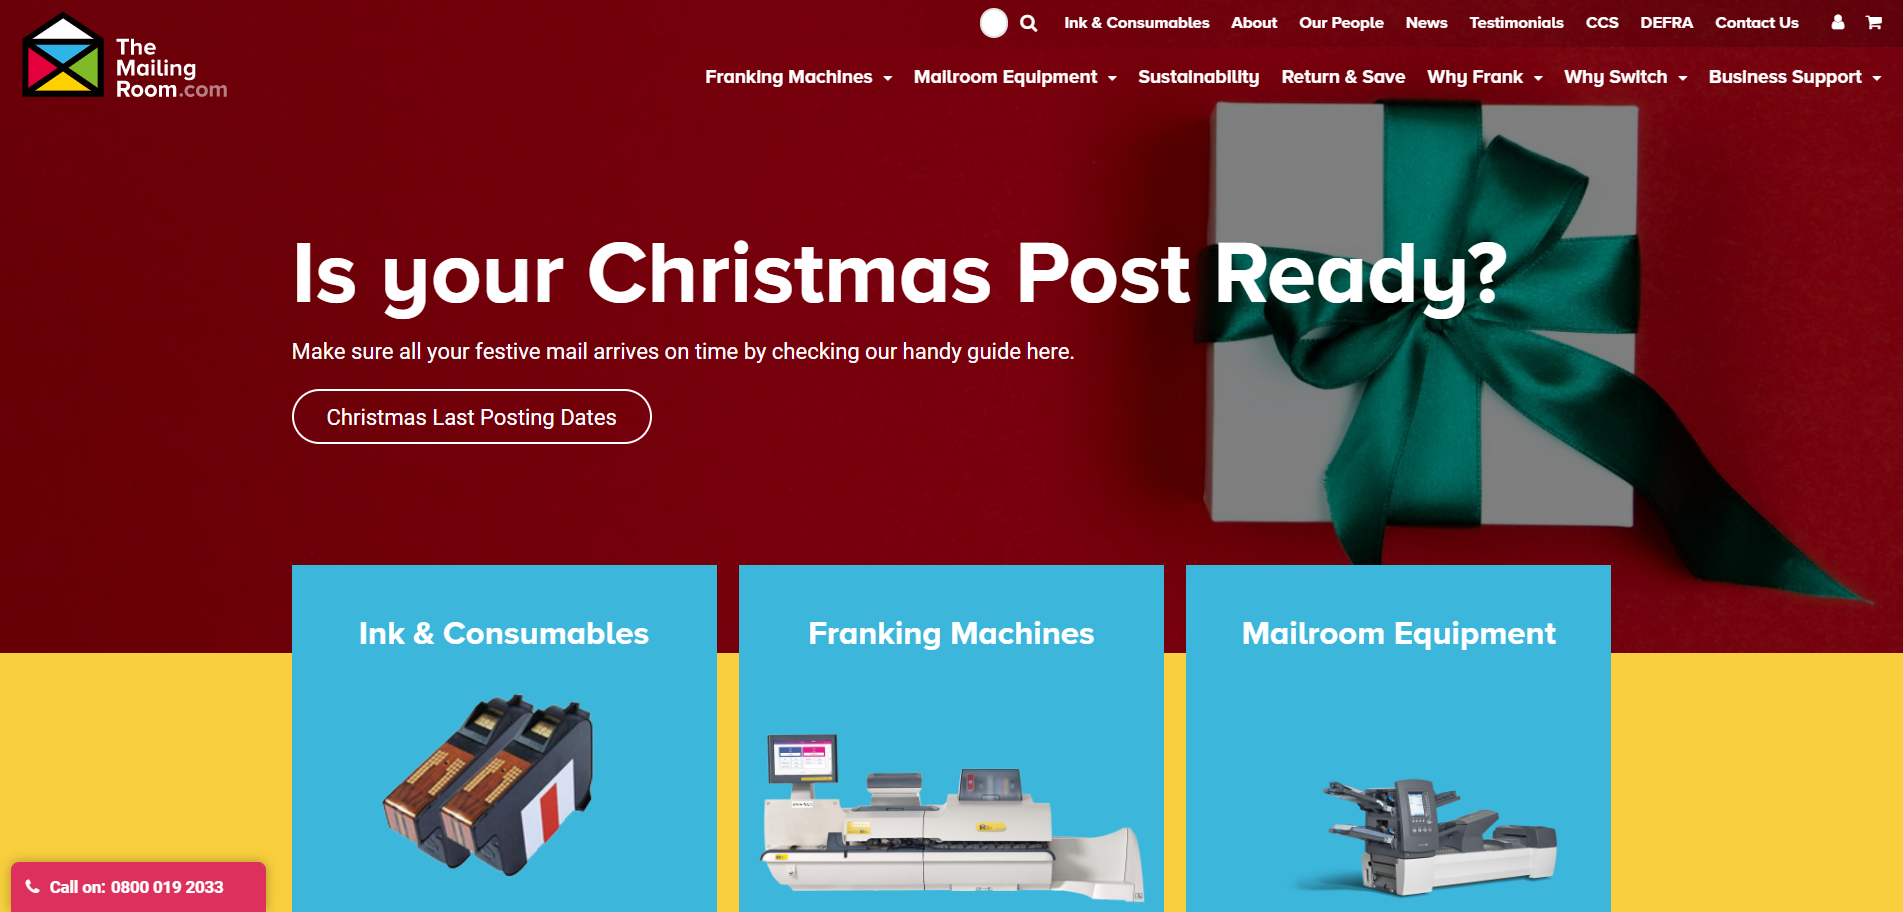 The
Mailing
Room.com
Ink & Consumables About Our People News Testimonials CCS DEFRA Contact Us
Franking Machines Mailroom Equipment Sustainability Return & Save Why Frank Why Switch Business Support
Is your Christmas Post Ready?
Make sure all your festive mail arrives on time by checking our handy guide here.
Christmas Last Posting Dates
Ink & Consumables
Franking Machines
Mailroom Equipment
Call on: 0800 019 2033